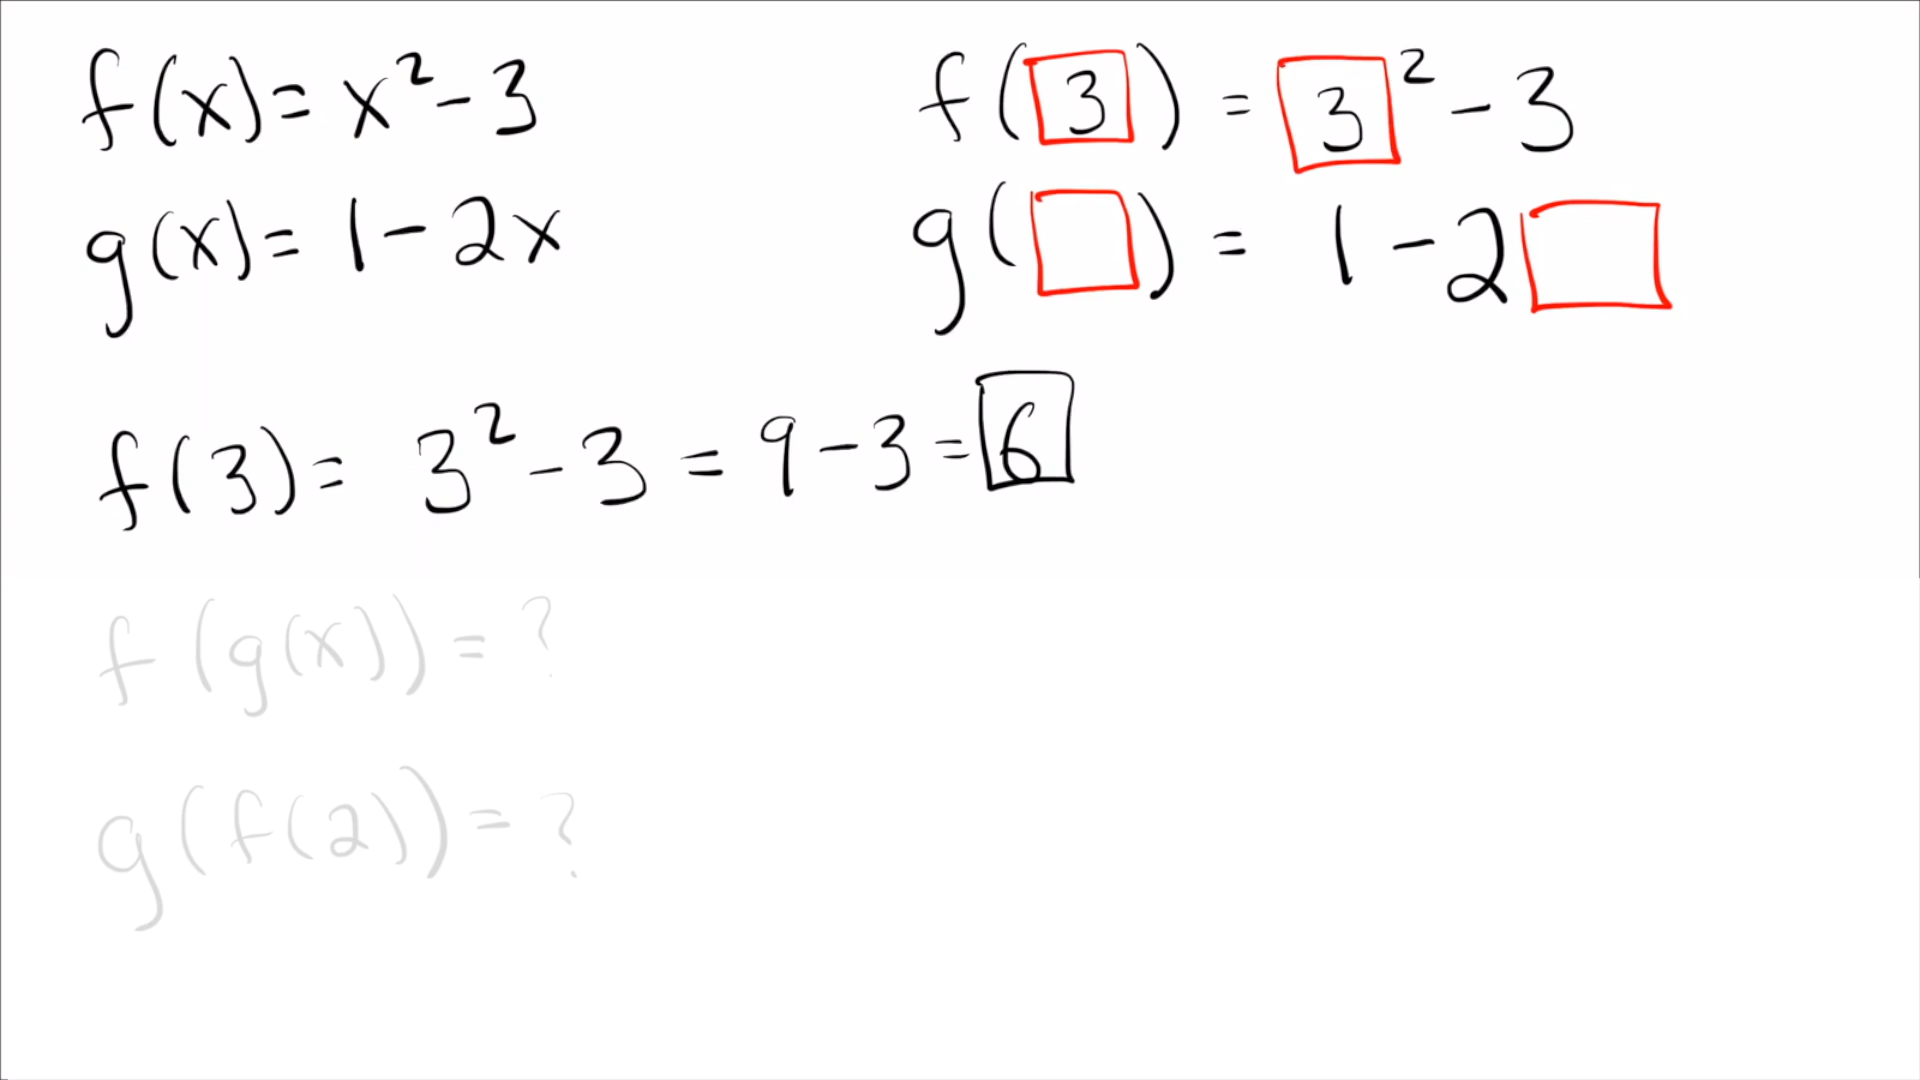 f(x) = x² - 3
f(3) = 3² - 3
g(x) = 1 - 2x
g( ) = 1 - 2
f(3) = 3² - 3 = 9 - 3 = 6
f(g(x)) = ?
g(f(2)) = ?